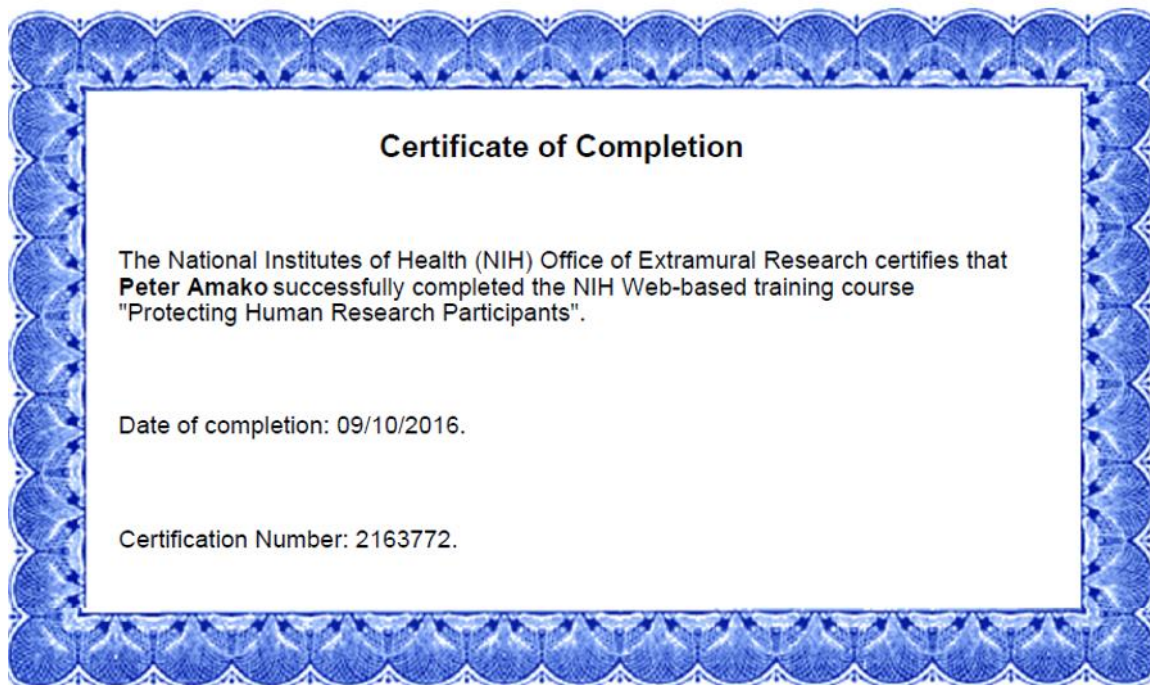 Certificate of Completion
The National Institutes of Health (NIH) Office of Extramural Research certifies that
Peter Amako successfully completed the NIH Web-based training course
"Protecting Human Research Participants".
Date of completion: 09/10/2016.
Certification Number: 2163772.